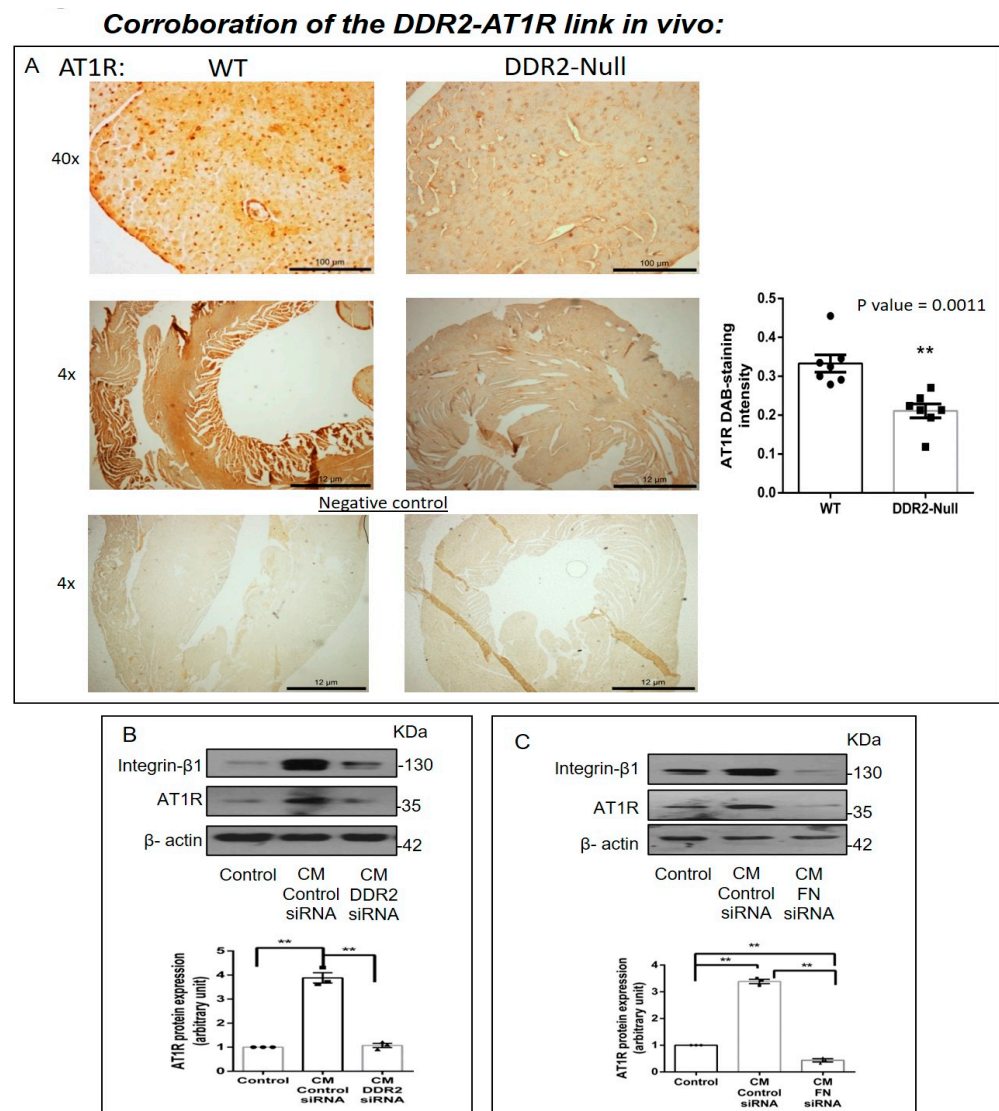 Corroboration of the DDR2-AT1R link in vivo:
A AT1R: WT DDR2-Null
40x
100 µm 100 µm
4x
12 µm 12 µm
P value = 0.0011
**
AT1R DAB-staining
intensity
0.5
0.4
0.3
0.2
0.1
0.0
WT DDR2-Null
Negative control
4x
12 µm 12 µm
B
KDa
Integrin-β1 -130
AT1R -35
β- actin -42
Control CM Control siRNA CM DDR2 siRNA
** **
AT1R protein expression
(arbitrary unit)
5
4
3
2
1
0
Control CM Control siRNA CM DDR2 siRNA
C
KDa
Integrin-β1 -130
AT1R -35
β- actin -42
Control CM Control siRNA CM FN siRNA
**
** **
AT1R protein expression
(arbitrary unit)
4
3
2
1
0
Control CM Control siRNA CM FN siRNA